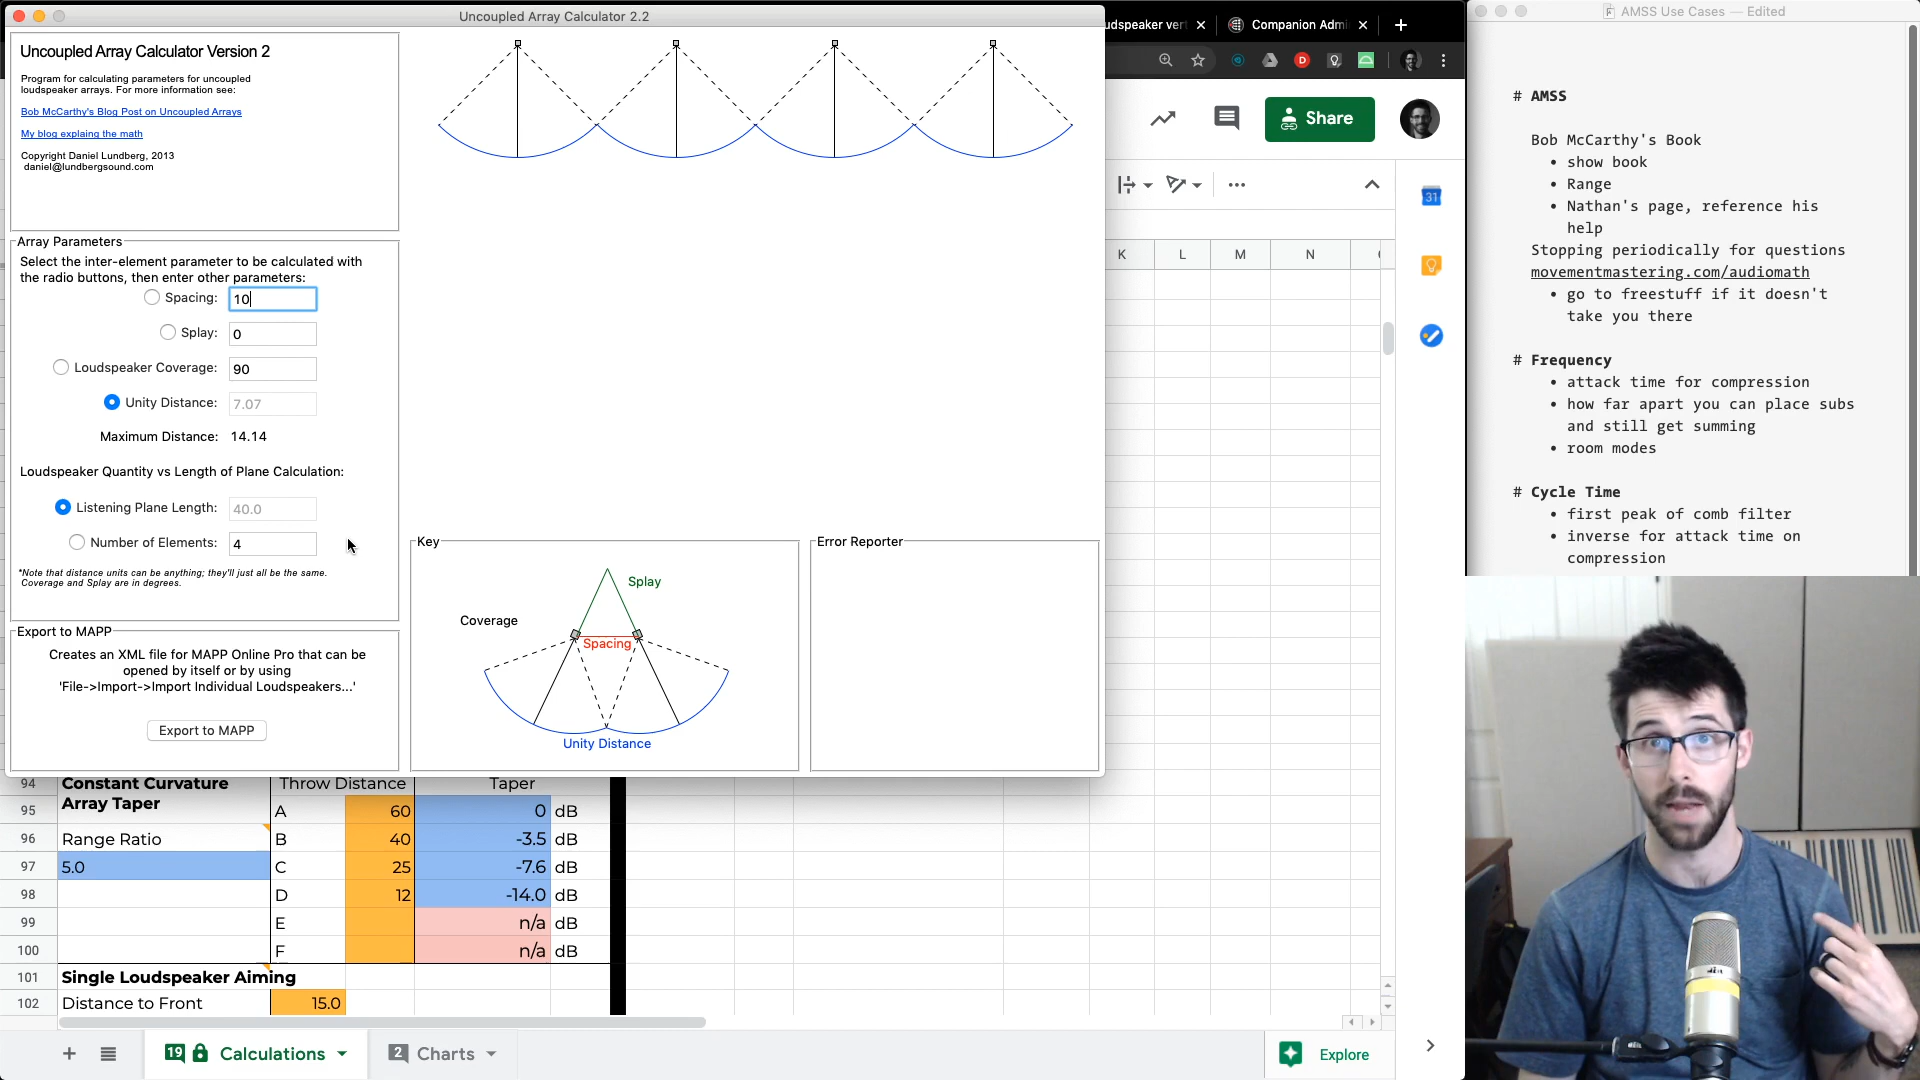 Uncoupled Array Calculator 2.2
Uncoupled Array Calculator Version 2
Program for calculating parameters for uncoupled
loudspeaker arrays. For more information see:
Bob McCarthy's Blog Post on Uncoupled Arrays
My blog explaing the math
Copyright Daniel Lundberg, 2013
daniel@lundbergsound.com
Array Parameters
Select the inter-element parameter to be calculated with
the radio buttons, then enter other parameters:
Spacing: 10
Splay: 0
Loudspeaker Coverage: 90
Unity Distance: 7.07
Maximum Distance: 14.14
Loudspeaker Quantity vs Length of Plane Calculation:
Listening Plane Length: 40.0
Number of Elements: 4
*Note that distance units can be anything; they'll just all be the same.
Coverage and Splay are in degrees.
Export to MAPP
Creates an XML file for MAPP Online Pro that can be
opened by itself or by using
'File->Import->Import Individual Loudspeakers...'
Export to MAPP
Key
Splay
Coverage
Spacing
Unity Distance
Error Reporter
udspeaker vert
Companion Admi
D
Share
K L M N
31
94 Constant Curvature Array Taper Throw Distance Taper
95 A 60 0 dB
96 Range Ratio B 40 -3.5 dB
97 5.0 C 25 -7.6 dB
98 D 12 -14.0 dB
99 E n/a dB
100 F n/a dB
101 Single Loudspeaker Aiming
102 Distance to Front 15.0
19 Calculations
2 Charts
Explore
AMSS Use Cases — Edited
# AMSS
Bob McCarthy's Book
• show book
• Range
• Nathan's page, reference his
help
Stopping periodically for questions
movementmastering.com/audiomath
• go to freestuff if it doesn't
take you there
# Frequency
• attack time for compression
• how far apart you can place subs
and still get summing
• room modes
# Cycle Time
• first peak of comb filter
• inverse for attack time on
compression